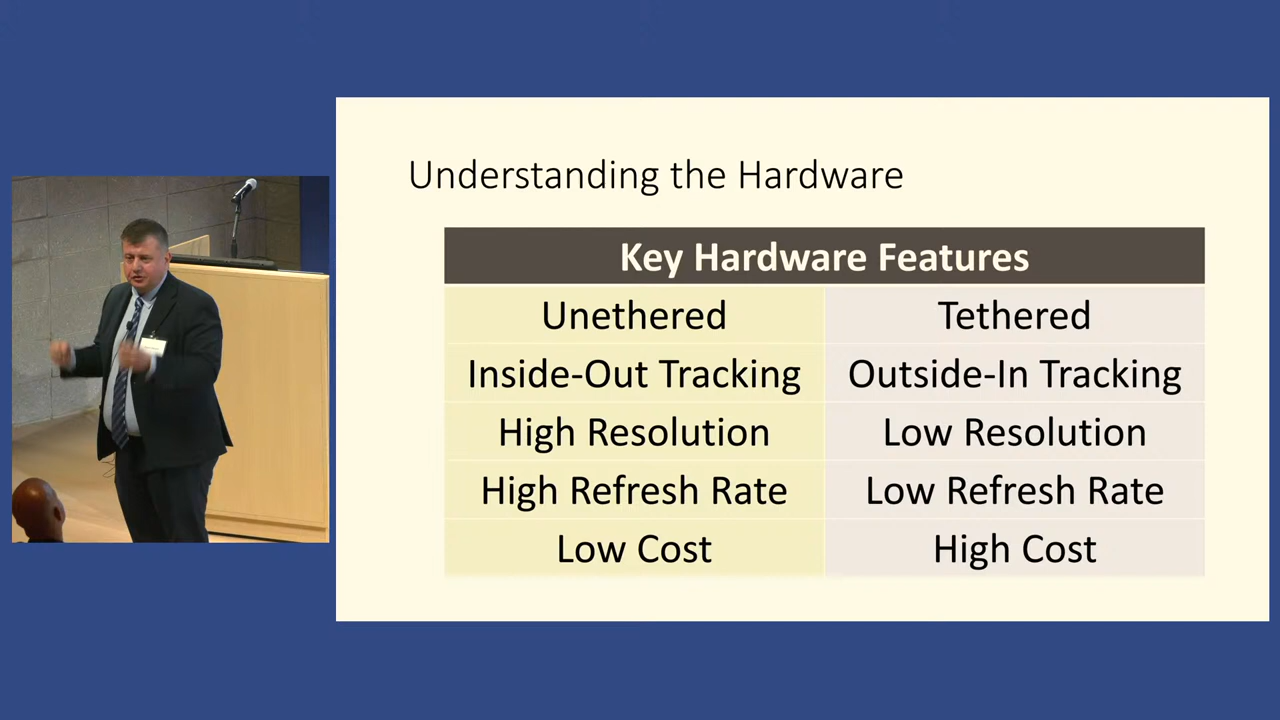 Understanding the Hardware
Key Hardware Features
Unethered Tethered
Inside-Out Tracking Outside-In Tracking
High Resolution Low Resolution
High Refresh Rate Low Refresh Rate
Low Cost High Cost